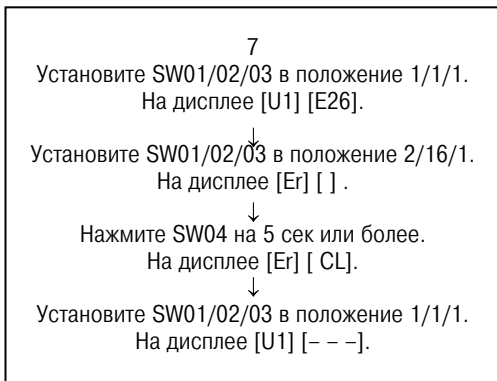 7
Установите SW01/02/03 в положение 1/1/1.
На дисплее [U1] [E26].
↓
Установите SW01/02/03 в положение 2/16/1.
На дисплее [Er] [ ] .
↓
Нажмите SW04 на 5 сек или более.
На дисплее [Er] [ CL].
↓
Установите SW01/02/03 в положение 1/1/1.
На дисплее [U1] [– – –].